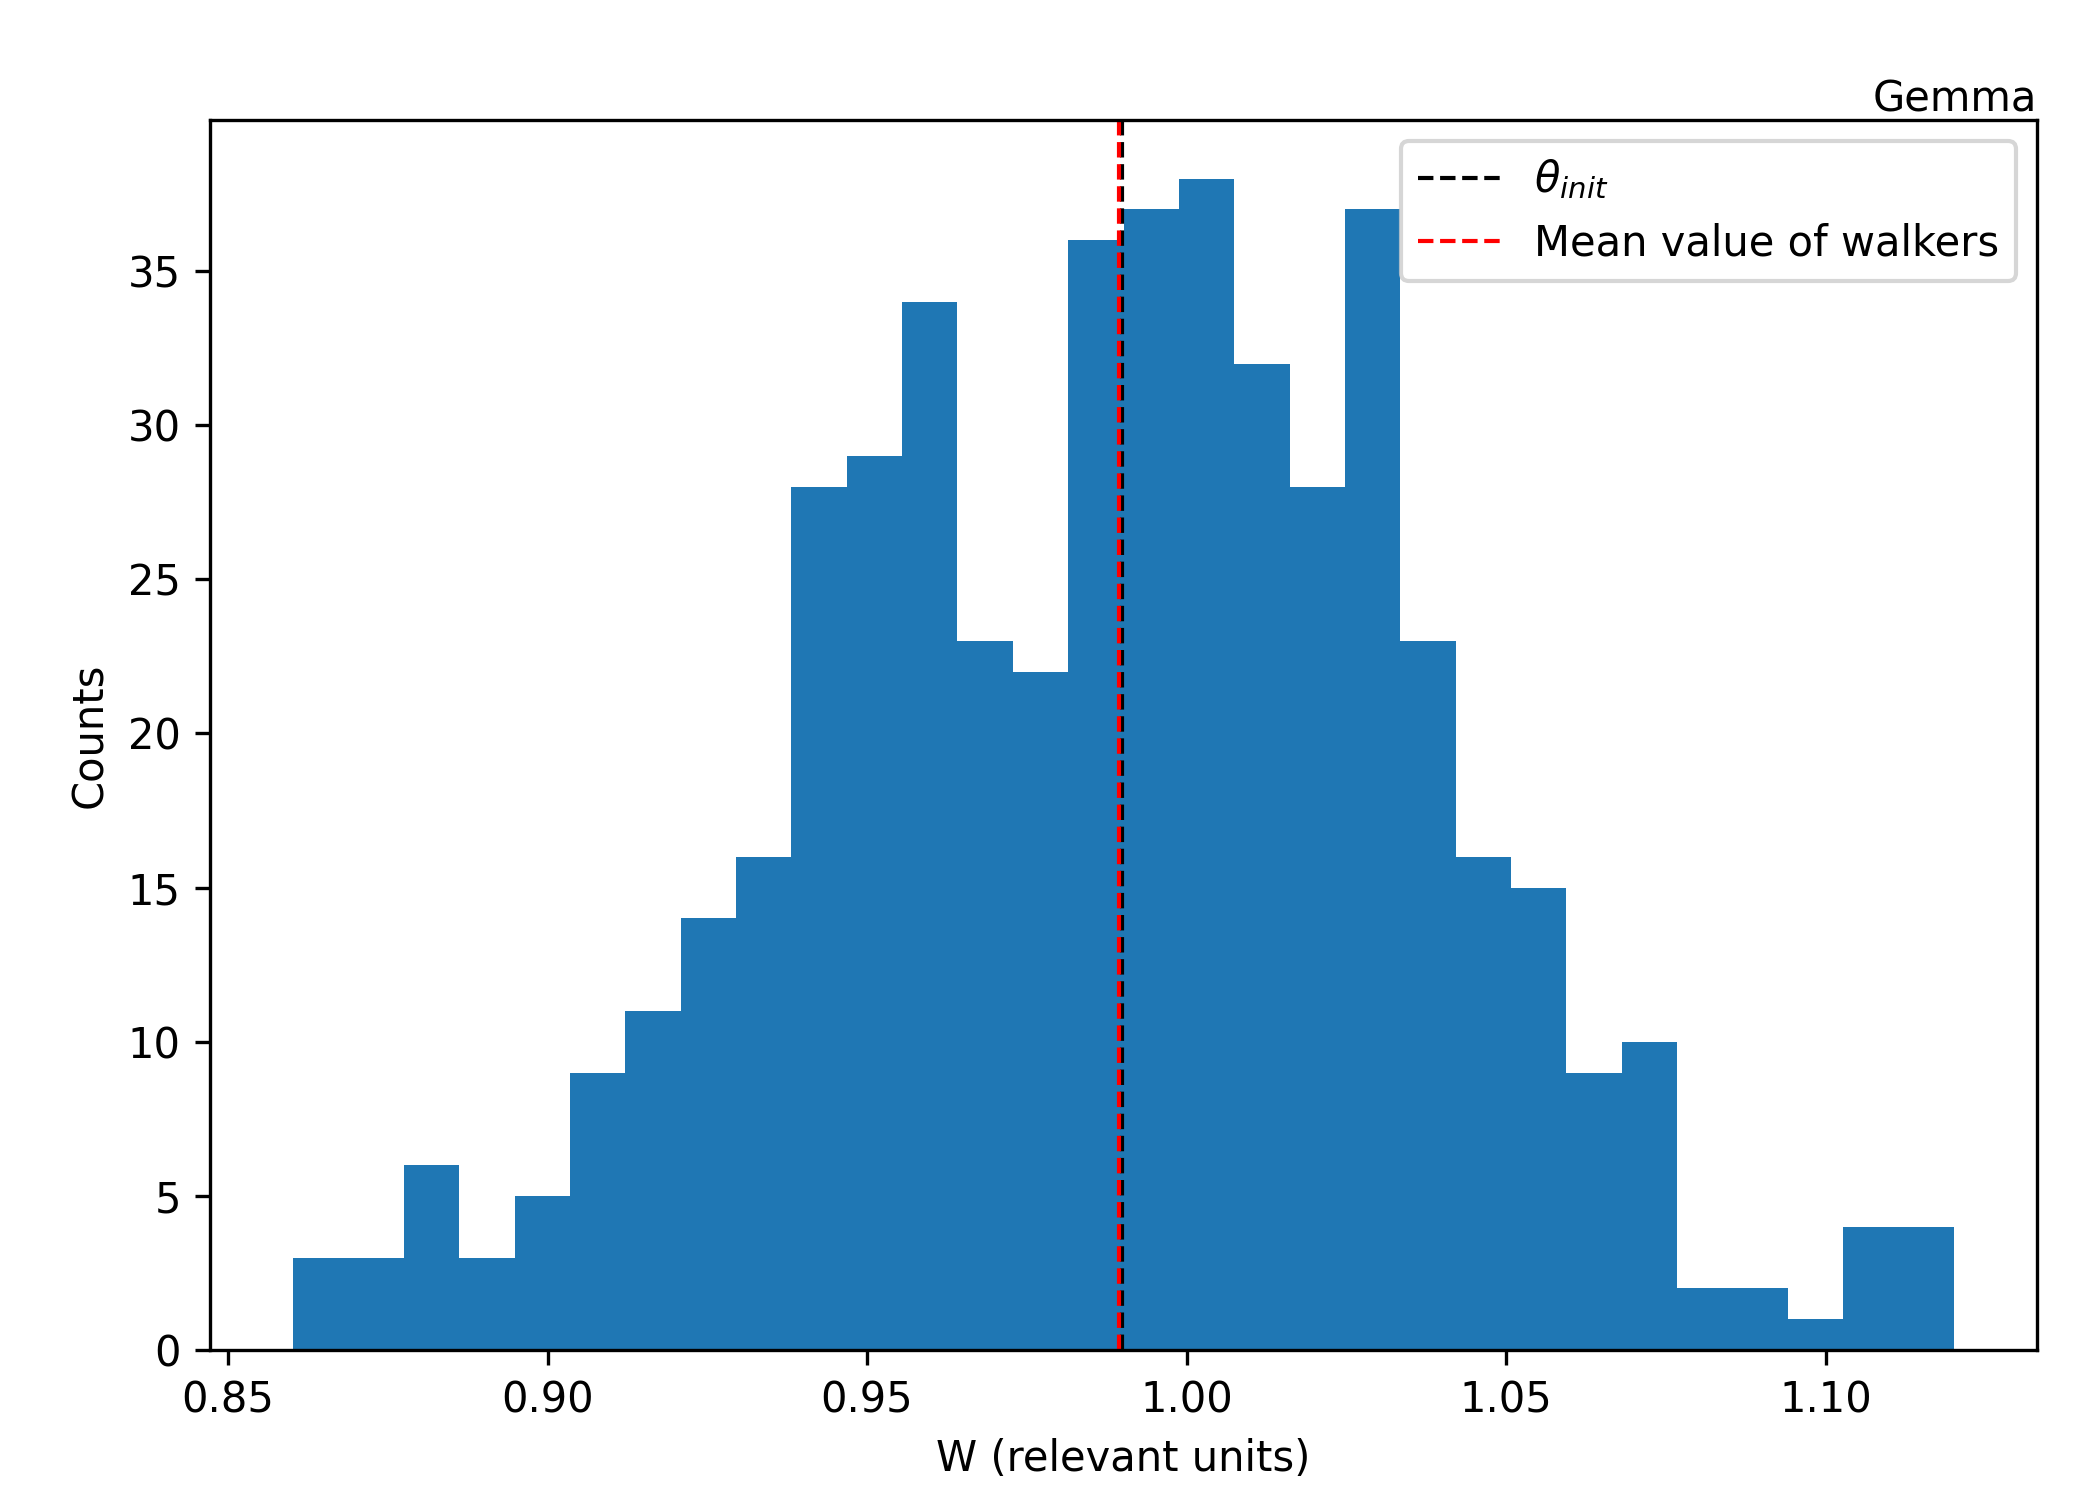 Gemma
θinit
Mean value of walkers
Counts
35
30
25
20
15
10
5
0
0.85 0.90 0.95 1.00 1.05 1.10
W (relevant units)